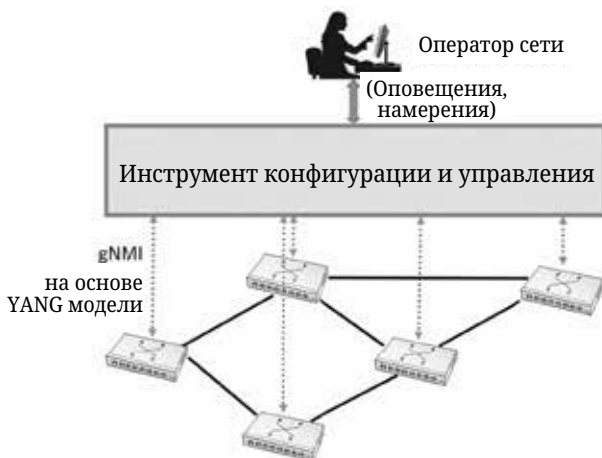 Оператор сети
(Оповещения,
намерения)
Инструмент конфигурации и управления
gNMI
на основе
YANG модели